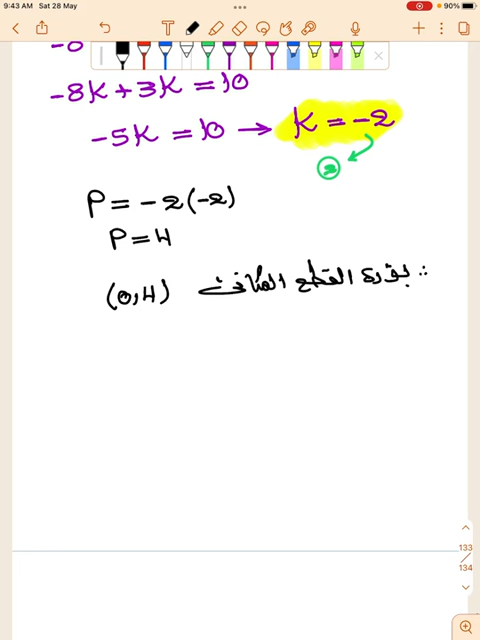 9:43 AM Sat 28 May
90%
-8k + 3k = 10
-5k = 10 → k = -2
2
P = -2(-2)
P = 4
∴ بؤرة القطع المكافئ (0,4)
133
134